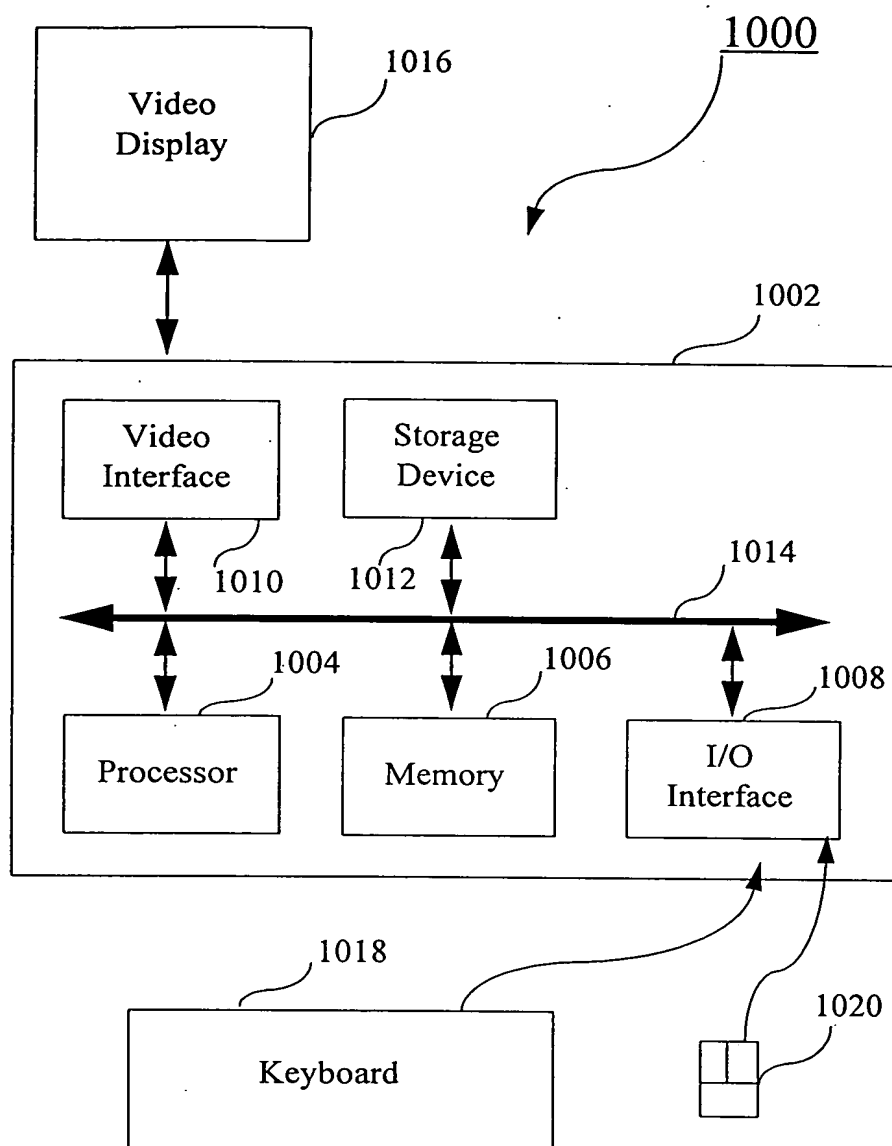 1000
1016
Video
Display
1002
Video
Interface
Storage
Device
1010
1012
1014
1004
1006
1008
Processor
Memory
I/O
Interface
1018
Keyboard
1020